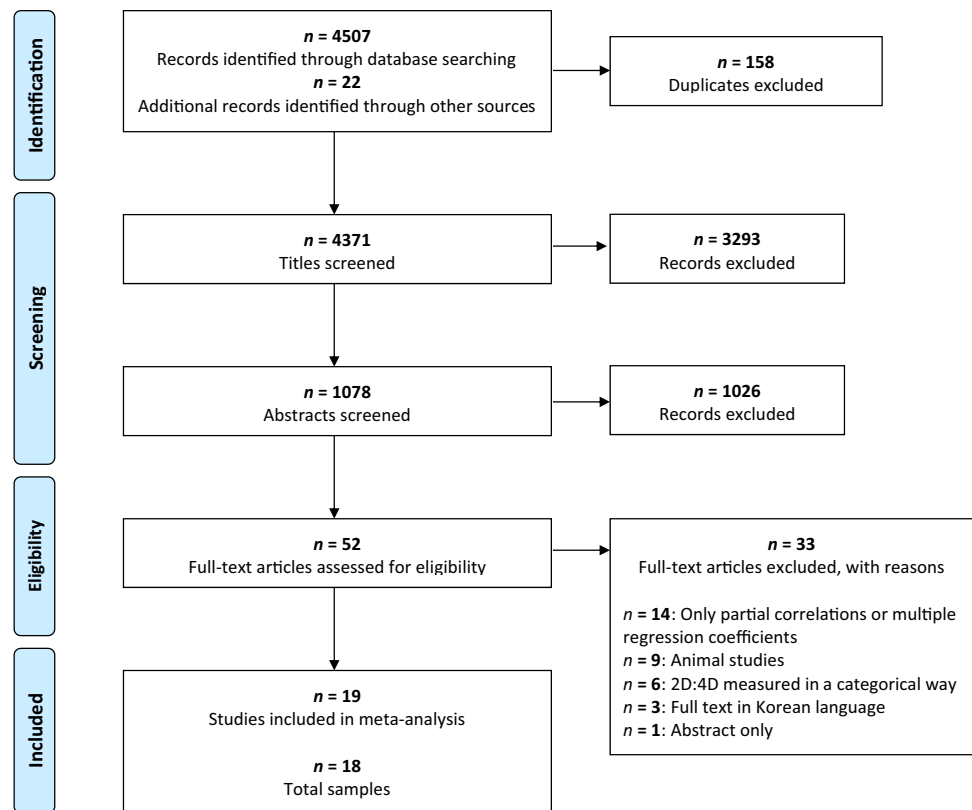 Identification
n = 4507
Records identified through database searching
n = 22
Additional records identified through other sources
n = 158
Duplicates excluded
Screening
n = 4371
Titles screened
n = 3293
Records excluded
n = 1078
Abstracts screened
n = 1026
Records excluded
Eligibility
n = 52
Full-text articles assessed for eligibility
n = 33
Full-text articles excluded, with reasons
n = 14: Only partial correlations or multiple
regression coefficients
n = 9: Animal studies
n = 6: 2D:4D measured in a categorical way
n = 3: Full text in Korean language
n = 1: Abstract only
Included
n = 19
Studies included in meta-analysis
n = 18
Total samples